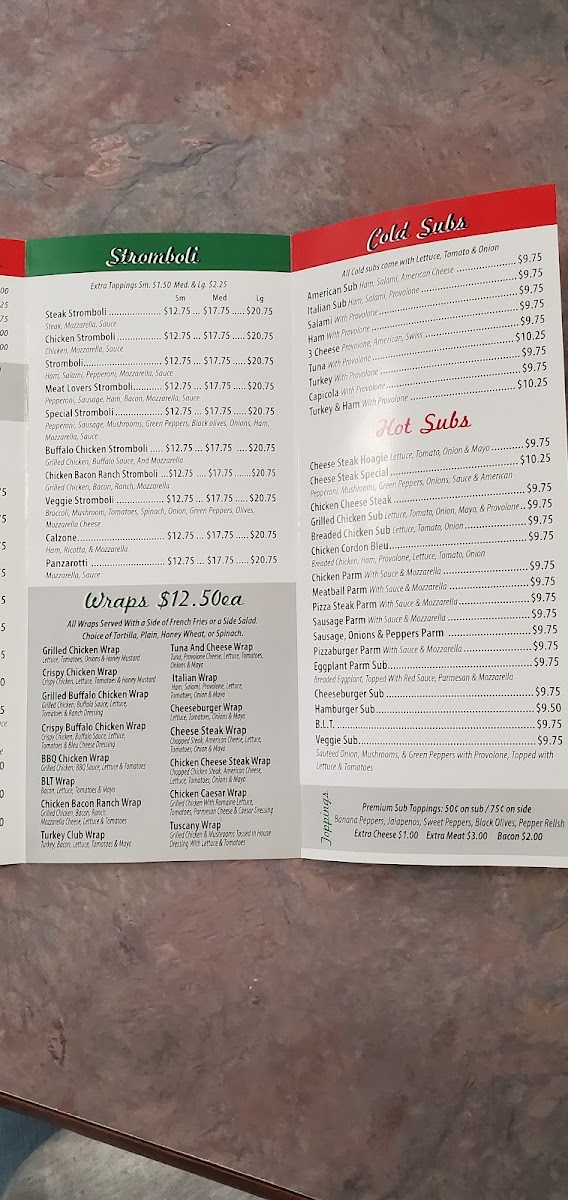 Stromboli
Extra Toppings Sm. $1.50 Med. & Lg. $2.25
Sm Med Lg
Steak Stromboli $12.75 ... $17.75 ..... $20.75
Steak, Mozzarella, Sauce
Chicken Stromboli $12.75 ... $17.75 ..... $20.75
Chicken, Mozzarella, Sauce
Stromboli $12.75 ... $17.75 ..... $20.75
Ham, Salami, Pepperoni, Mozzarella, Sauce
Meat Lovers Stromboli $12.75 ... $17.75 ..... $20.75
Pepperoni, Sausage, Ham, Bacon, Mozzarella, Sauce
Special Stromboli $12.75 ... $17.75 ..... $20.75
Pepperoni, Sausage, Mushrooms, Green Peppers, Black olives, Onions, Ham,
Mozzarella, Sauce
Buffalo Chicken Stromboli ..... $12.75 ... $17.75 ..... $20.75
Grilled Chicken, Buffalo Sauce, And Mozzarella
Chicken Bacon Ranch Stromboli ... $12.75 .... $17.75 ....... $20.75
Grilled Chicken, Bacon, Ranch, Mozzarella
Veggie Stromboli $12.75 ... $17.75 ..... $20.75
Broccoli, Mushroom, Tomatoes, Spinach, Onion, Green Peppers, Olives,
Mozzarella Cheese
Calzone $12.75 ... $17.75 ..... $20.75
Ham, Ricotta, & Mozzarella
Panzarotti $12.75 ... $17.75 ..... $20.75
Mozzarella, Sauce
Wraps $12.50ea
All Wraps Served With a Side of French Fries or a Side Salad.
Choice of Tortilla, Plain, Honey Wheat, or Spinach.
Grilled Chicken Wrap
Lettuce, Tomatoes, Onions & Honey Mustard
Crispy Chicken Wrap
Crispy Chicken, Lettuce, Tomatoes & Honey Mustard
Grilled Buffalo Chicken Wrap
Grilled Chicken, Buffalo Sauce, Lettuce,
Tomatoes & Ranch Dressing
Crispy Buffalo Chicken Wrap
Crispy Chicken, Buffalo Sauce, Lettuce,
Tomatoes & Bleu Cheese Dressing
BBQ Chicken Wrap
Grilled Chicken, BBQ Sauce, Lettuce & Tomatoes
BLT Wrap
Bacon, Lettuce, Tomatoes & Mayo
Chicken Bacon Ranch Wrap
Grilled Chicken, Bacon, Ranch,
Mozzarella Cheese, Lettuce & Tomatoes
Turkey Club Wrap
Turkey, Bacon, Lettuce, Tomatoes & Mayo
Tuna And Cheese Wrap
Tuna, Provolone Cheese, Lettuce, Tomatoes,
Onions & Mayo
Italian Wrap
Ham, Salami, Provolone, Lettuce,
Tomatoes, Onion & Mayo
Cheeseburger Wrap
Lettuce, Tomatoes, Onions & Mayo
Cheese Steak Wrap
Chopped Steak, American Cheese, Lettuce,
Tomatoes, Onion & Mayo
Chicken Cheese Steak Wrap
Chopped Chicken Steak, American Cheese,
Lettuce, Tomatoes, Onions & Mayo
Chicken Caesar Wrap
Grilled Chicken With Romaine Lettuce,
Tomatoes, Parmesan Cheese & Caesar Dressing
Tuscany Wrap
Grilled Chicken & Mushrooms Tossed In House
Dressing With Lettuce & Tomatoes
Cold Subs
All Cold subs come with Lettuce, Tomato & Onion
American Sub Ham, Salami, American Cheese $9.75
Italian Sub Ham, Salami, Provolone $9.75
Salami With Provolone $9.75
Ham With Provolone $9.75
3 Cheese Provolone, American, Swiss $9.75
Tuna With Provolone $10.25
Turkey With Provolone $9.75
Capicola With Provolone $9.75
Turkey & Ham With Provolone $10.25
Hot Subs
Cheese Steak Hoagie Lettuce, Tomato, Onion & Mayo $9.75
Cheese Steak Special $10.25
Pepperoni, Mushrooms, Green Peppers, Onions, Sauce & American
Chicken Cheese Steak $9.75
Grilled Chicken Sub Lettuce, Tomato, Onion, Mayo, & Provolone.. $9.75
Breaded Chicken Sub Lettuce, Tomato, Onion $9.75
Chicken Cordon Bleu $9.75
Breaded Chicken, Ham, Provolone, Lettuce, Tomato, Onion
Chicken Parm With Sauce & Mozzarella $9.75
Meatball Parm With Sauce & Mozzarella $9.75
Pizza Steak Parm With Sauce & Mozzarella $9.75
Sausage Parm With Sauce & Mozzarella $9.75
Sausage, Onions & Peppers Parm $9.75
Pizzaburger Parm With Sauce & Mozzarella $9.75
Eggplant Parm Sub $9.75
Breaded Eggplant, Topped With Red Sauce, Parmesan & Mozzarella
Cheeseburger Sub $9.75
Hamburger Sub $9.50
B.L.T. $9.75
Veggie Sub $9.75
Sauteed Onion, Mushrooms, & Green Peppers with Provolone, Topped with
Lettuce & Tomatoes
Toppings
Premium Sub Toppings: 50¢ on sub / 75¢ on side
Banana Peppers, Jalapenos, Sweet Peppers, Black Olives, Pepper Relish
Extra Cheese $1.00 Extra Meat $3.00 Bacon $2.00